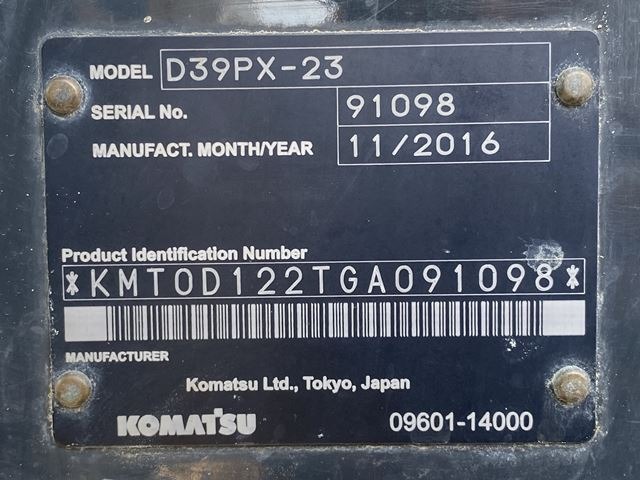 MODEL D39PX-23
SERIAL No. 91098
MANUFACT. MONTH/YEAR 11/2016
Product Identification Number
*KMT0D122TGA091098*
MANUFACTURER
Komatsu Ltd., Tokyo, Japan
KOMATSU 09601-14000